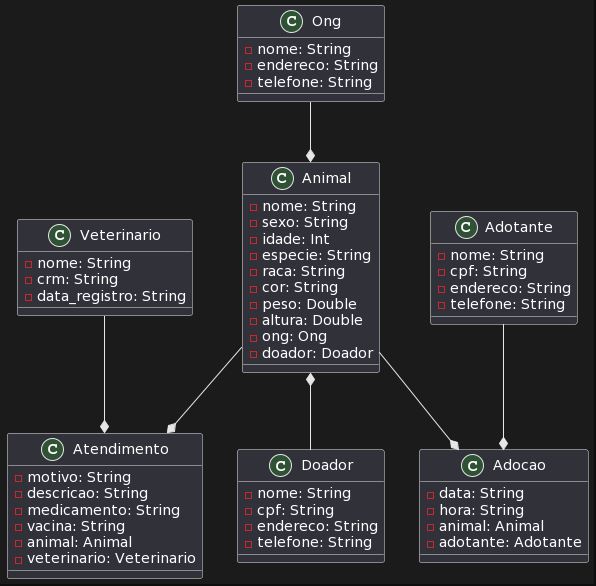 C Ong
nome: String
endereco: String
telefone: String
C Animal
nome: String
sexo: String
idade: Int
especie: String
raca: String
cor: String
peso: Double
altura: Double
ong: Ong
doador: Doador
C Veterinario
nome: String
crm: String
data_registro: String
C Adotante
nome: String
cpf: String
endereco: String
telefone: String
C Atendimento
motivo: String
descricao: String
medicamento: String
vacina: String
animal: Animal
veterinario: Veterinario
C Doador
nome: String
cpf: String
endereco: String
telefone: String
C Adocao
data: String
hora: String
animal: Animal
adotante: Adotante